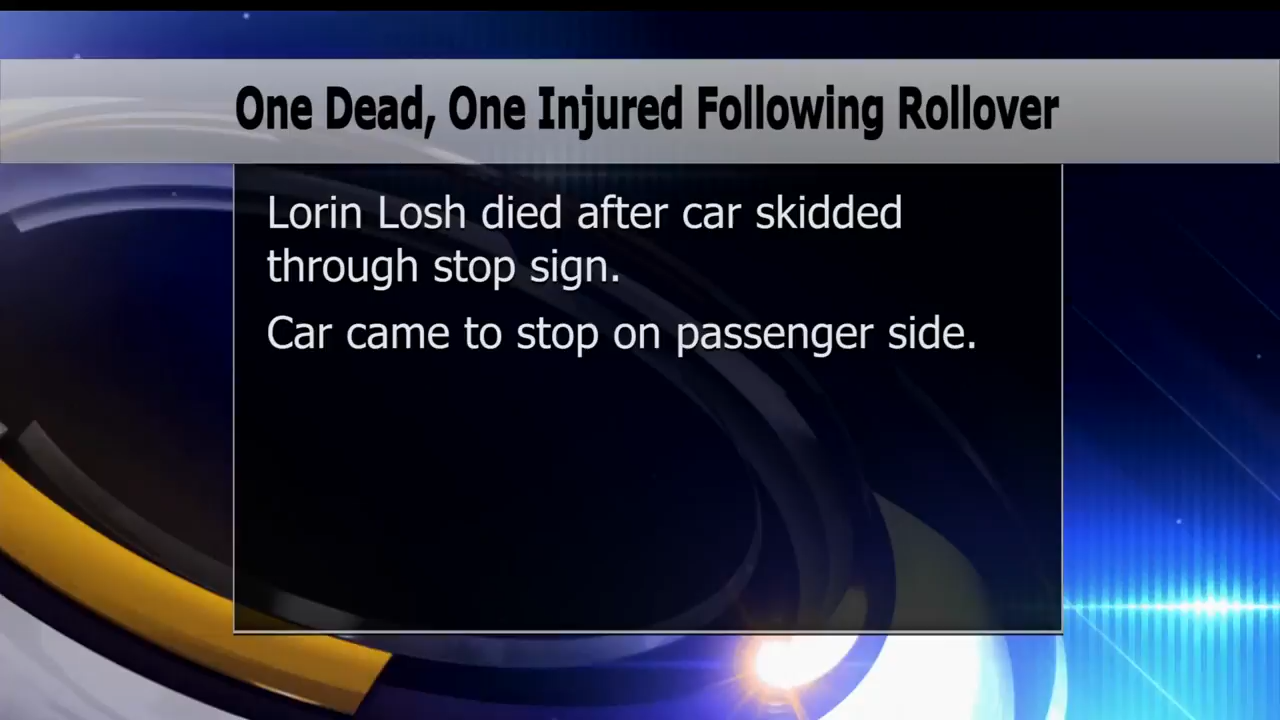 One Dead, One Injured Following Rollover
Lorin Losh died after car skidded
through stop sign.
Car came to stop on passenger side.